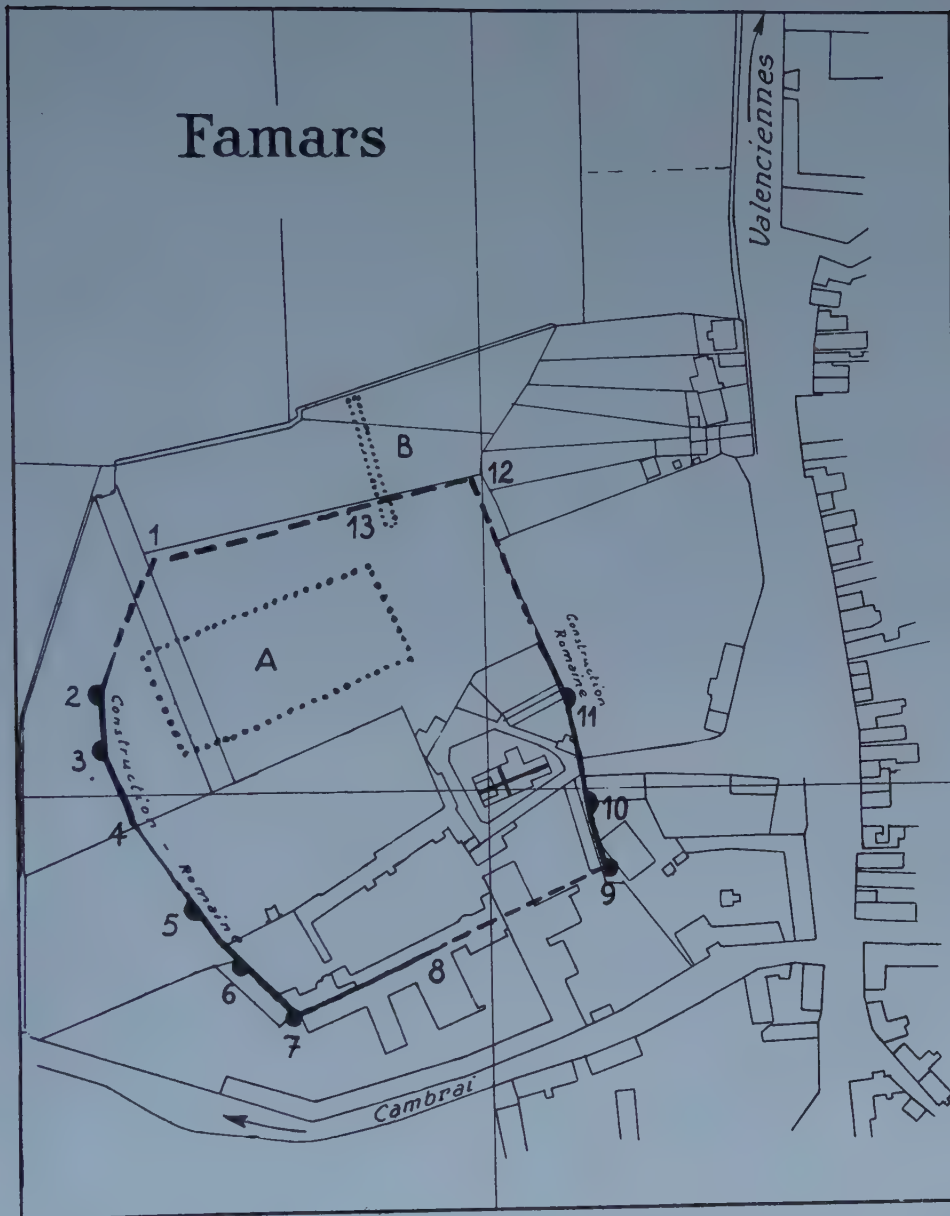 Famars
Valenciennes
B
12
13
1
A
Construction
Romaine
2
Construction - Romaine
11
3
10
4
9
5
8
6
7
Cambrai